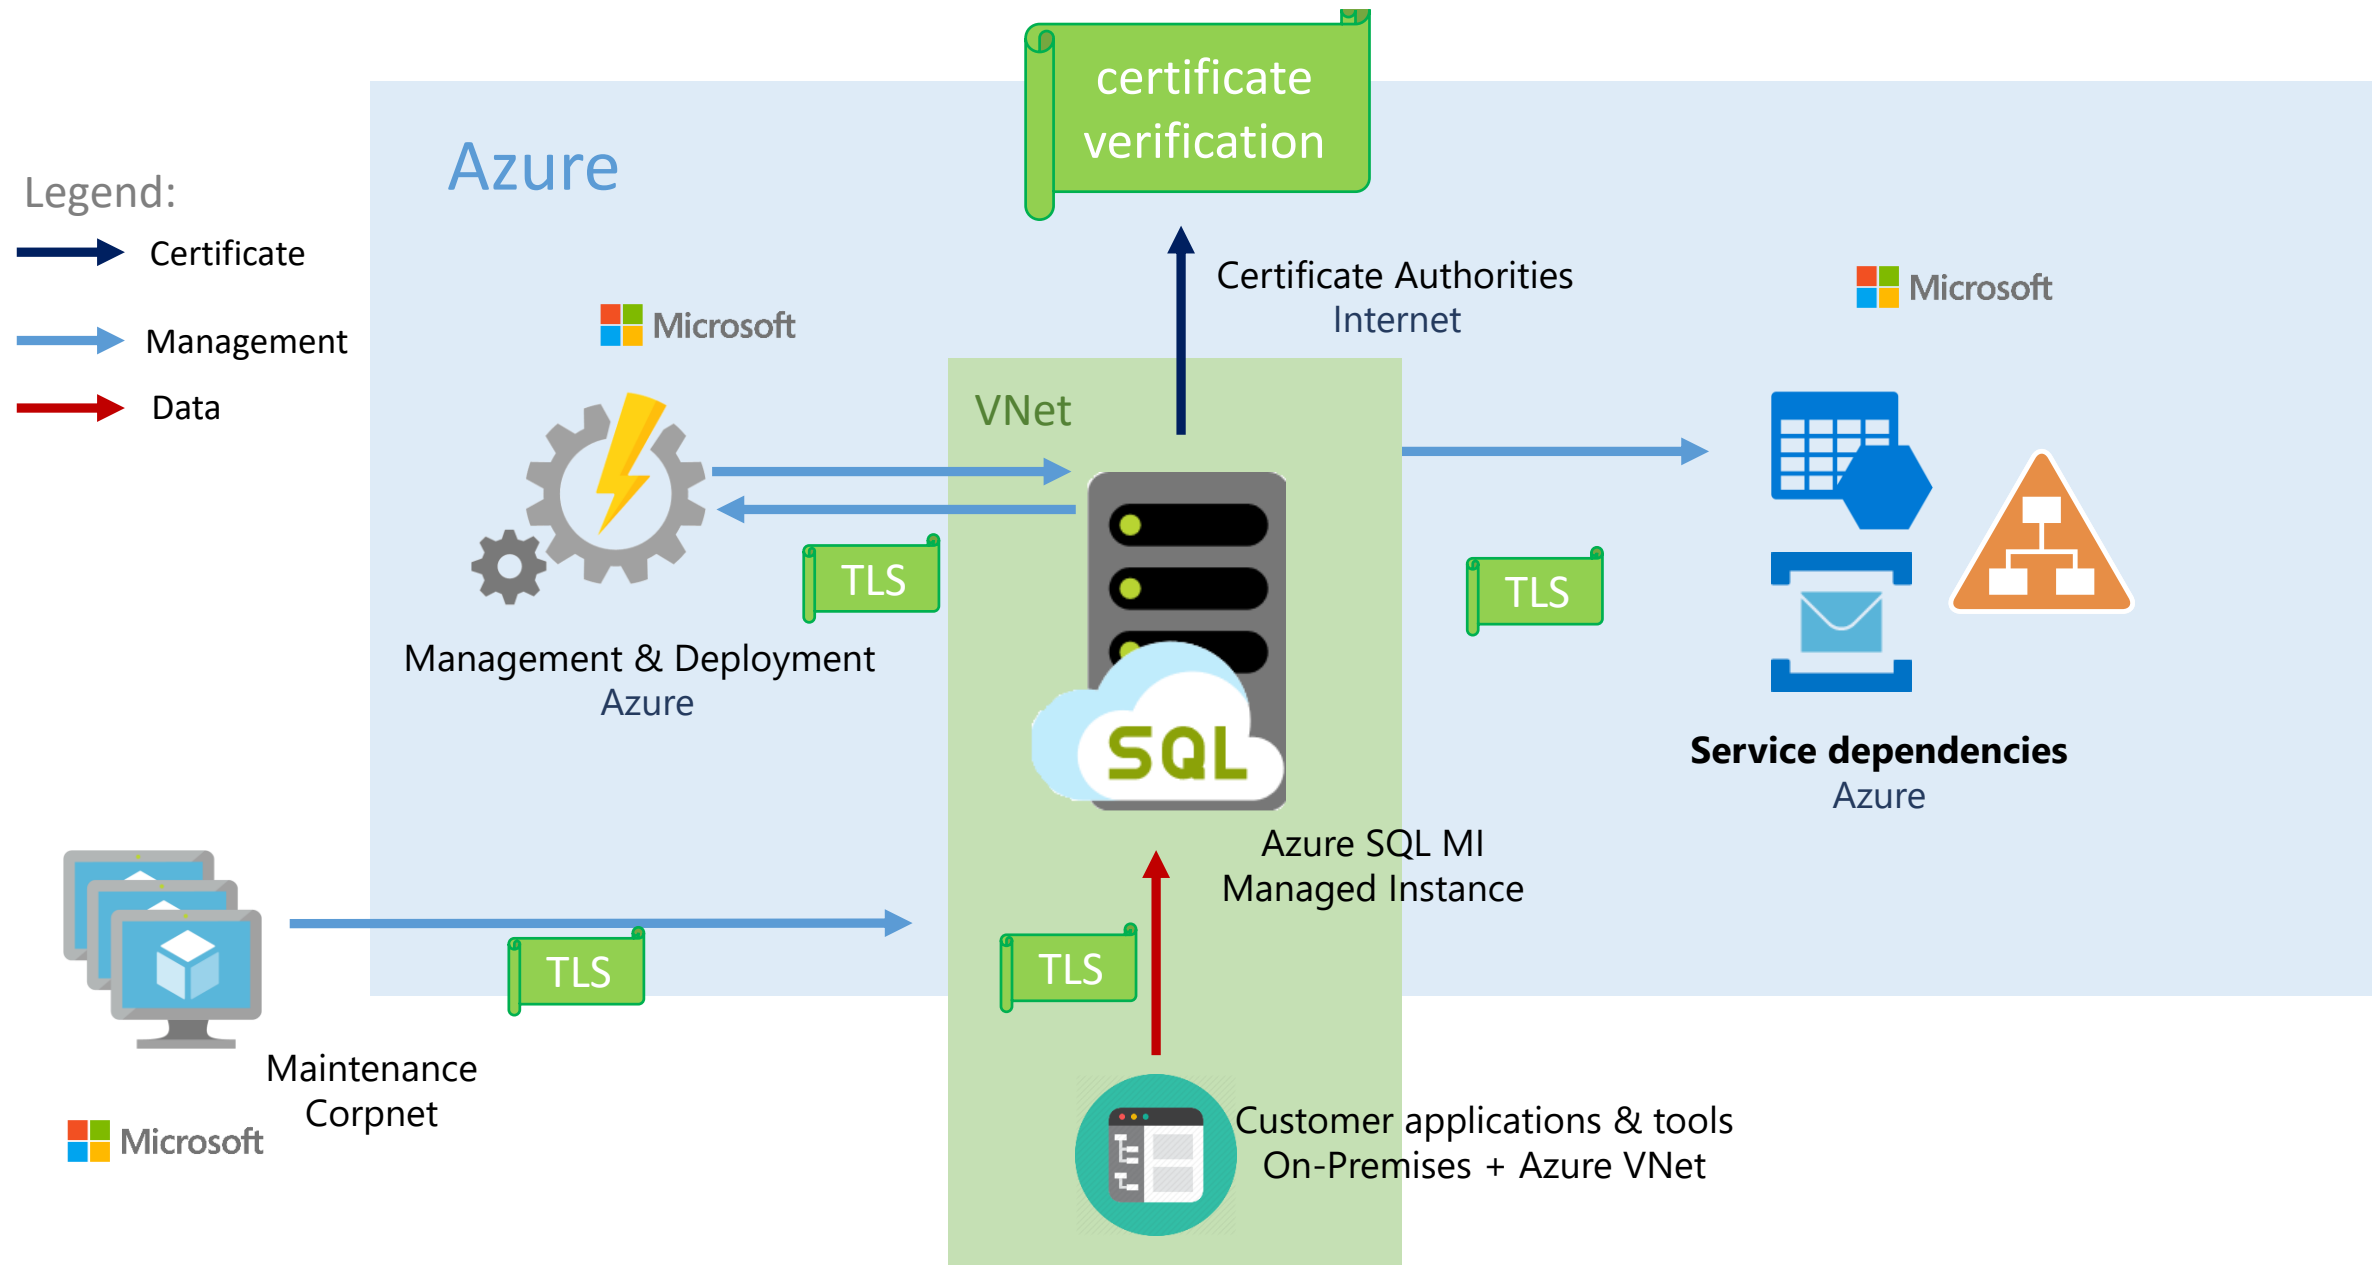 certificate
verification
Azure
Legend:
Certificate
Management
Data
Certificate Authorities
Internet
Microsoft
Microsoft
VNet
TLS
TLS
Management & Deployment
Azure
SQL
Service dependencies
Azure
Azure SQL MI
Managed Instance
TLS
TLS
Maintenance
Corpnet
Microsoft
Customer applications & tools
On-Premises + Azure VNet